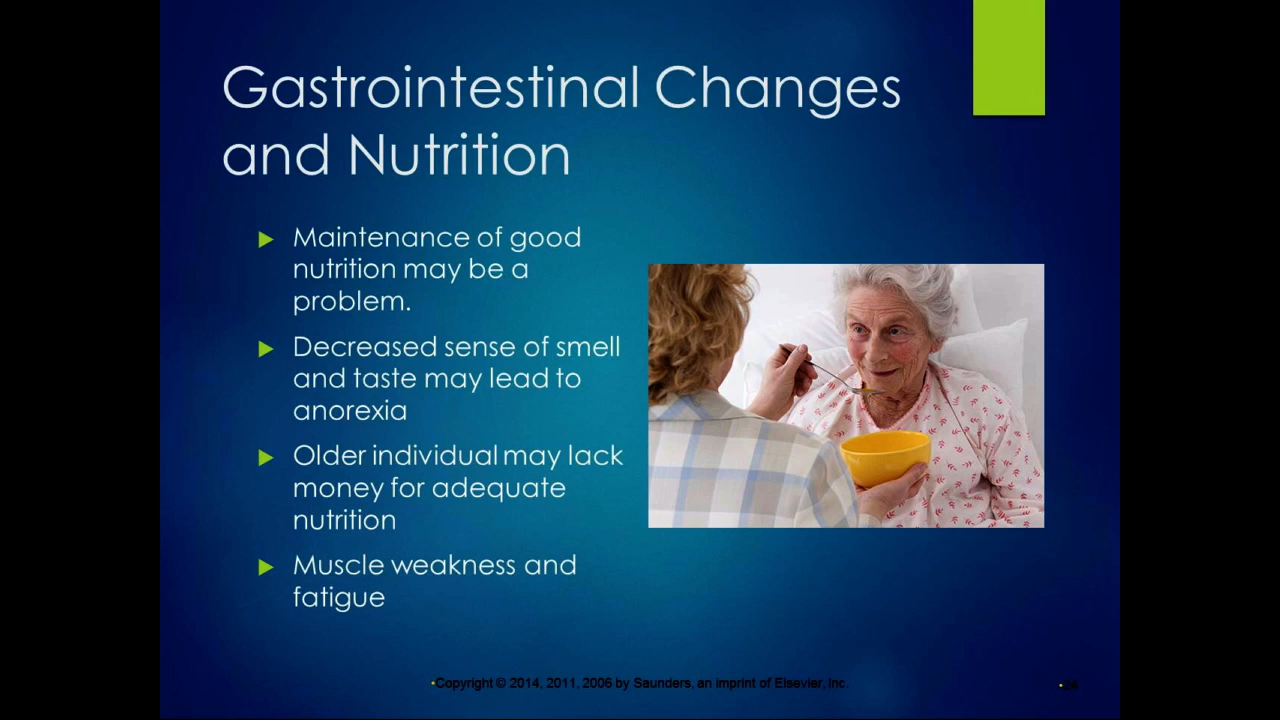 Gastrointestinal Changes
and Nutrition
Maintenance of good
nutrition may be a
problem.
Decreased sense of smell
and taste may lead to
anorexia
Older individual may lack
money for adequate
nutrition
Muscle weakness and
fatigue
•Copyright © 2014, 2011, 2006 by Saunders, an imprint of Elsevier, Inc.